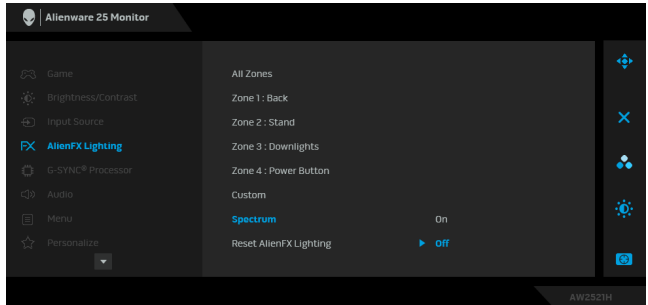 Alienware 25 Monitor
Game
Brightness/Contrast
Input Source
AlienFX Lighting
G-SYNC® Processor
Audio
Menu
Personalize
All Zones
Zone 1 : Back
Zone 2 : Stand
Zone 3 : Downlights
Zone 4 : Power Button
Custom
Spectrum On
Reset AlienFX Lighting Off
AW2521H